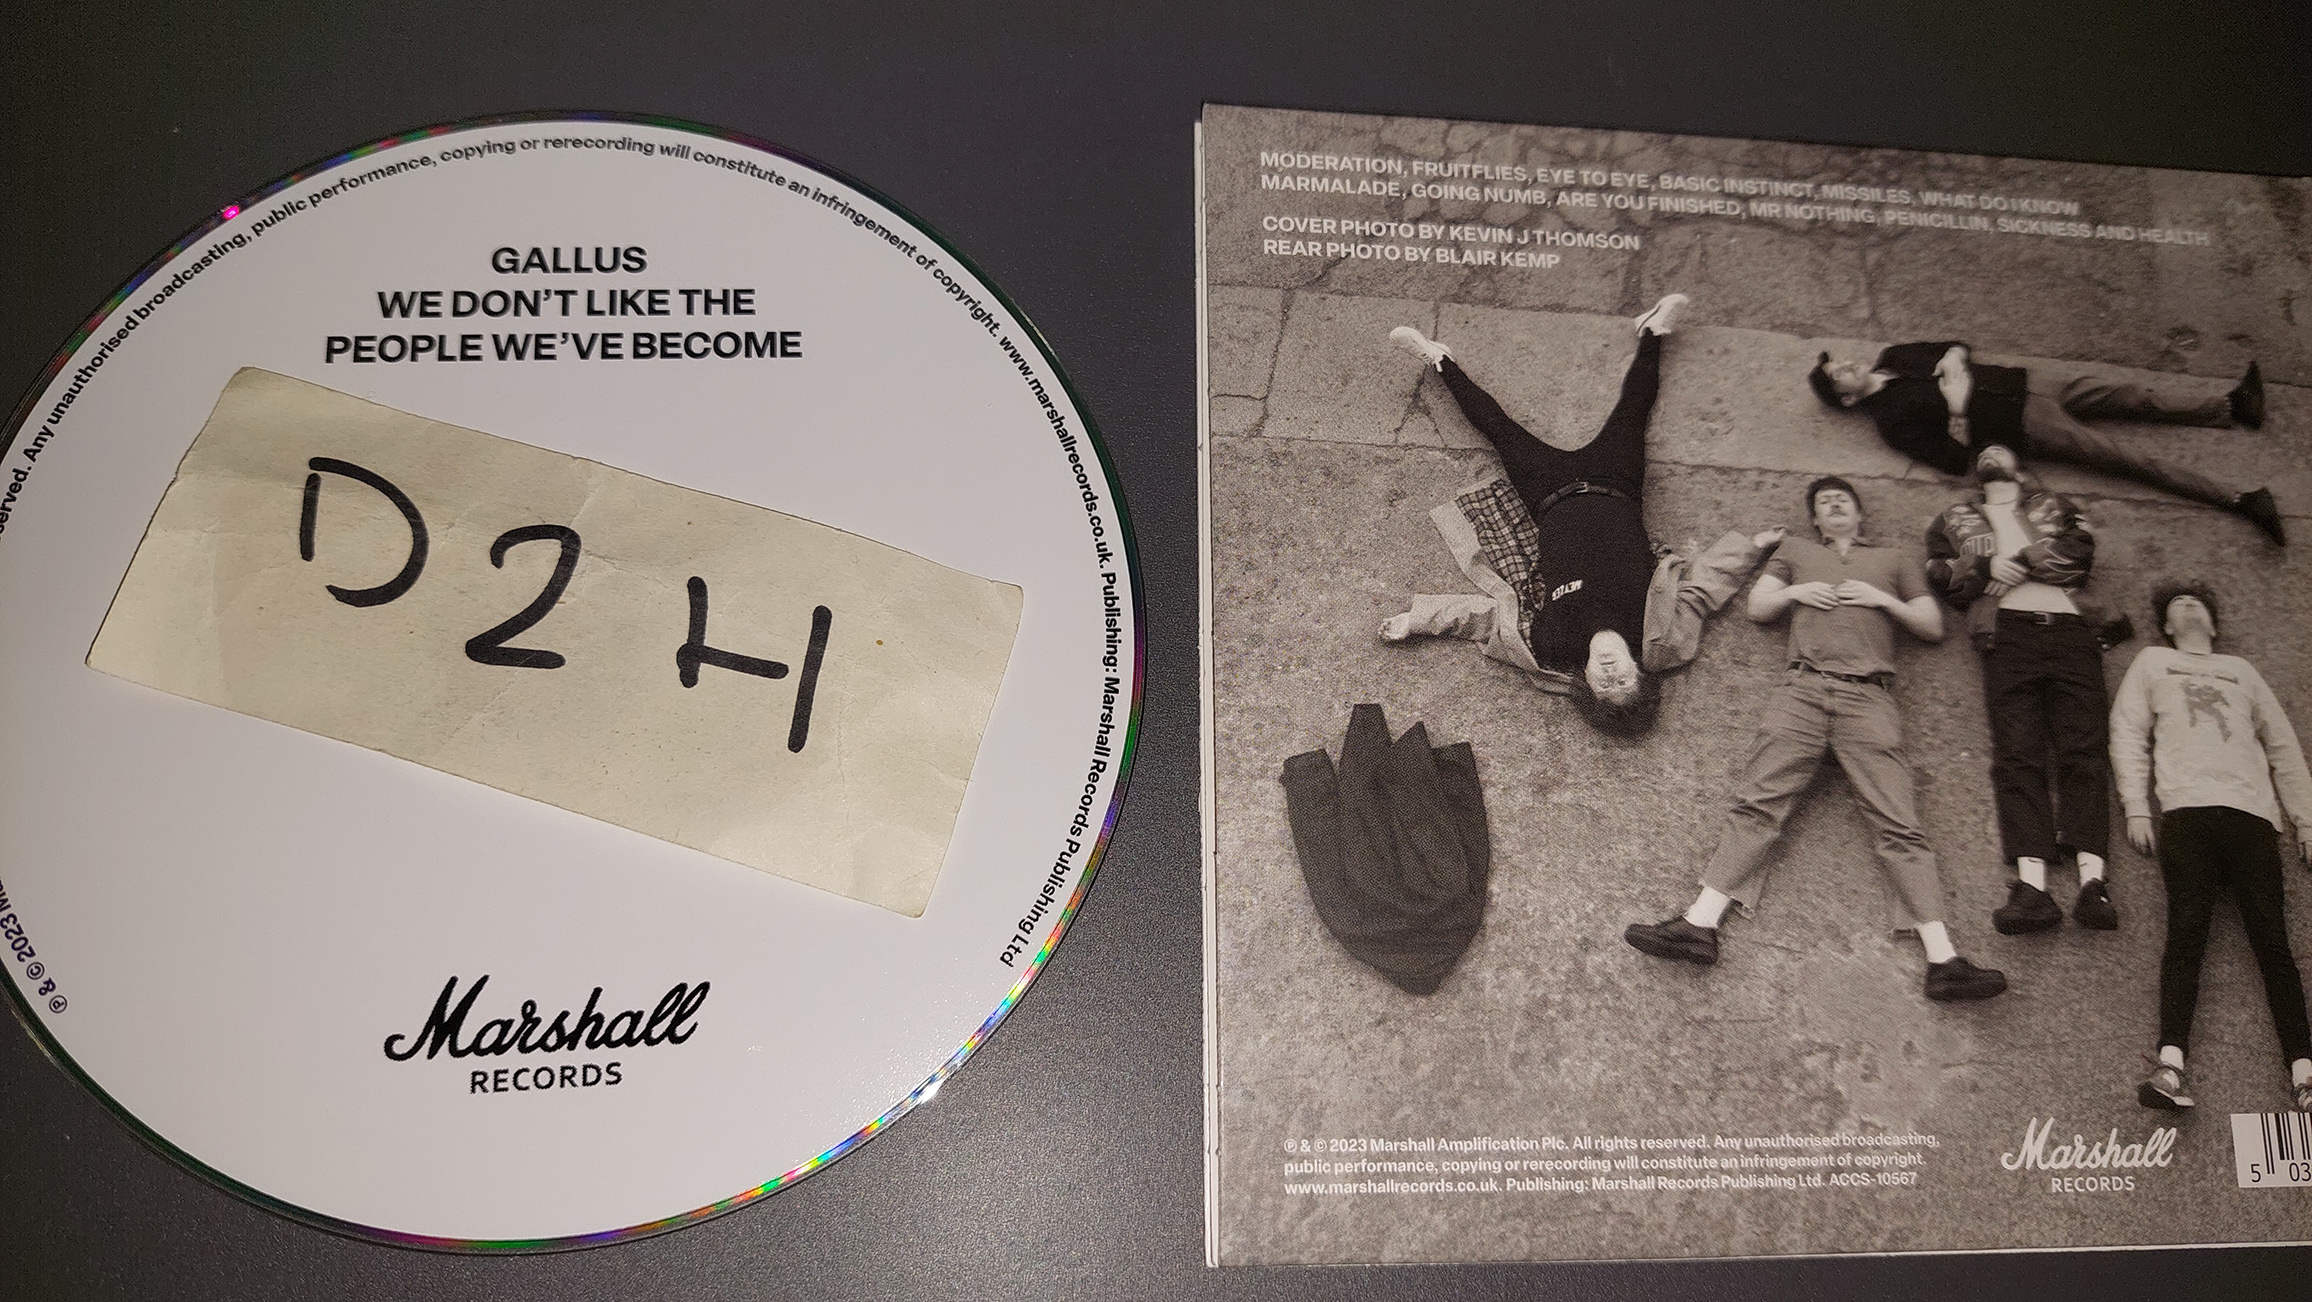 served. Any unauthorised broadcasting, public performance, copying or rerecording will constitute an infringement of copyright. www.marshallrecords.co.uk. Publishing: Marshall Records Publishing Ltd
GALLUS
WE DON'T LIKE THE
PEOPLE WE'VE BECOME
D2H
Marshall
RECORDS
℗ & © 2023
MODERATION, FRUITFLIES, EYE TO EYE, BASIC INSTINCT, MISSILES, WHAT DO I KNOW
MARMALADE, GOING NUMB, ARE YOU FINISHED, MR NOTHING, PENICILLIN, SICKNESS AND HEALTH
COVER PHOTO BY KEVIN J THOMSON
REAR PHOTO BY BLAIR KEMP
℗ & © 2023 Marshall Amplification Plc. All rights reserved. Any unauthorised broadcasting,
public performance, copying or rerecording will constitute an infringement of copyright.
www.marshallrecords.co.uk. Publishing: Marshall Records Publishing Ltd. ACCS-10567
Marshall
RECORDS
5 03